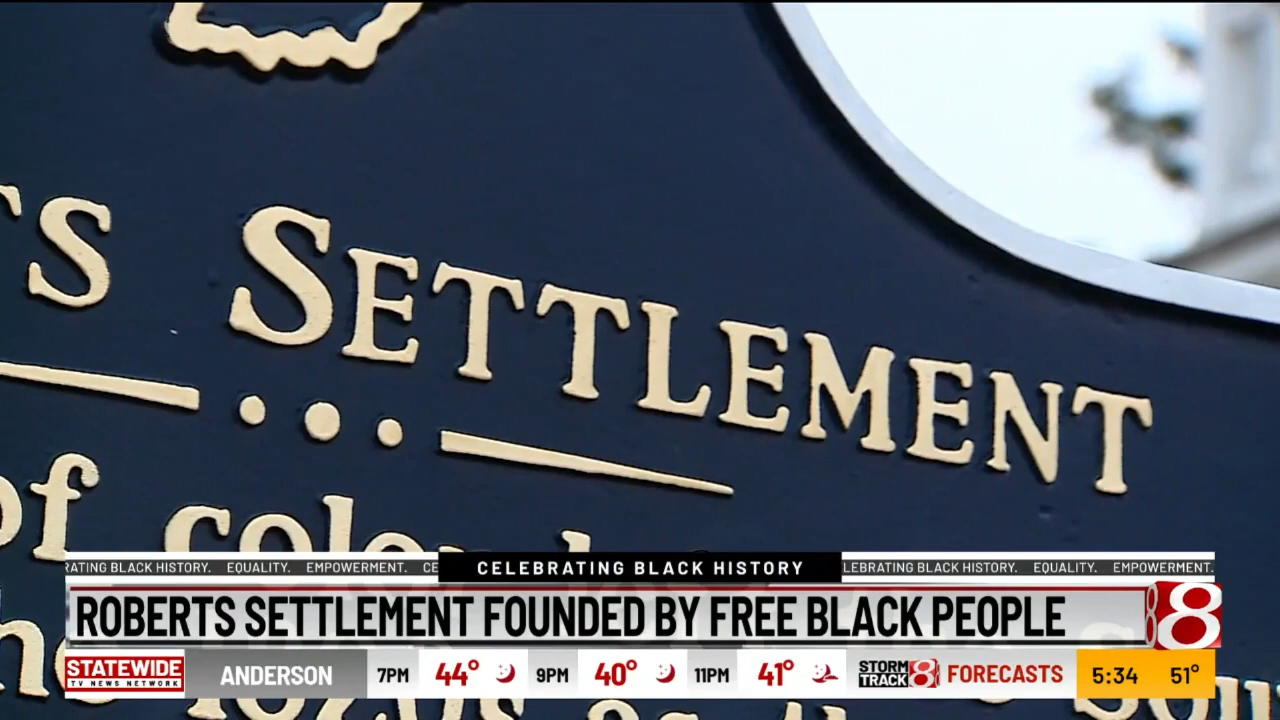 S SETTLEMENT
of
CELEBRATING BLACK HISTORY
BLACK HISTORY. EQUALITY. EMPOWERMENT.
BLACK HISTORY. EQUALITY. EMPOWERMENT.
ROBERTS SETTLEMENT FOUNDED BY FREE BLACK PEOPLE
8
STATEWIDE
TV NEWS NETWORK
ANDERSON 7PM 44° 9PM 40° 11PM 41° STORM TRACK 8 FORECASTS 5:34 51°
as the